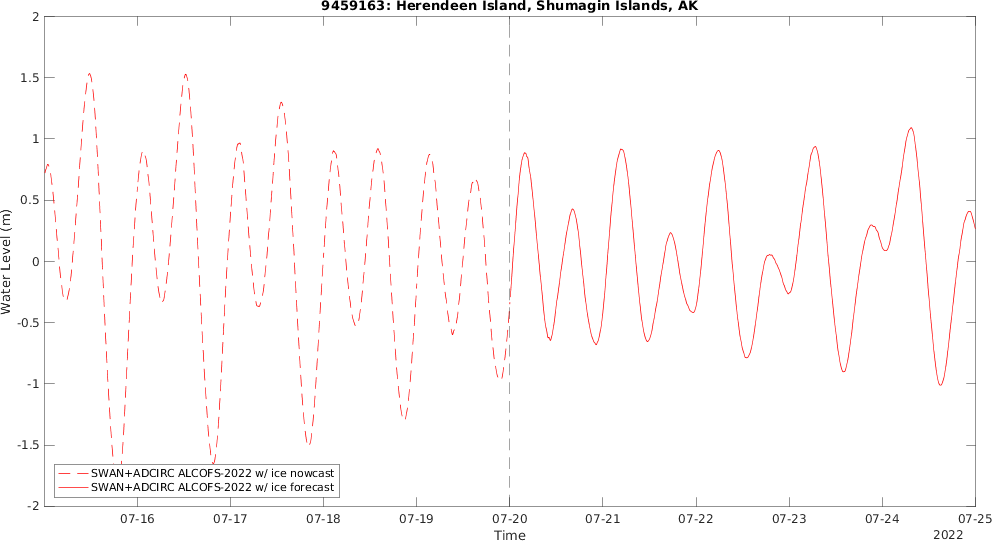 9459163: Herendeen Island, Shumagin Islands, AK
Water Level (m)
2
1.5
1
0.5
0
-0.5
-1
-1.5
-2
SWAN+ADCIRC ALCOFS-2022 w/ ice nowcast
SWAN+ADCIRC ALCOFS-2022 w/ ice forecast
07-16 07-17 07-18 07-19 07-20 07-21 07-22 07-23 07-24 07-25
Time
2022